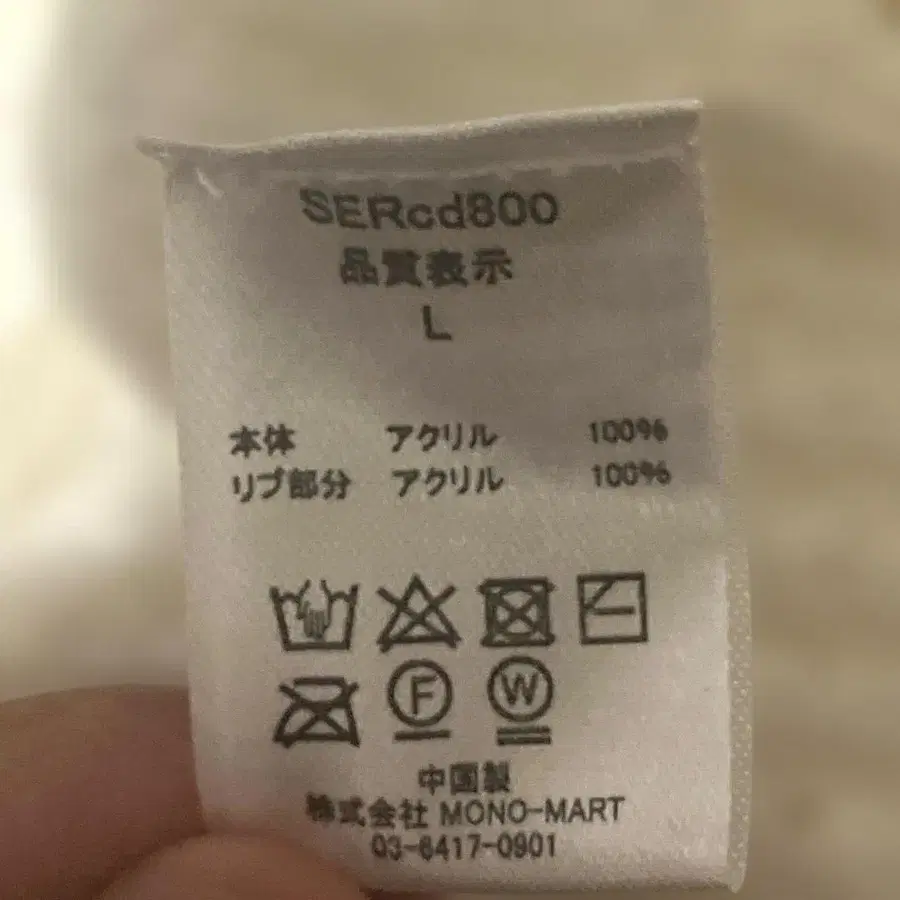 SERcd800
品質表示
L
本体 アクリル 100%
リブ部分 アクリル 100%
F W
中国製
株式会社 MONO-MART
03-6417-0901